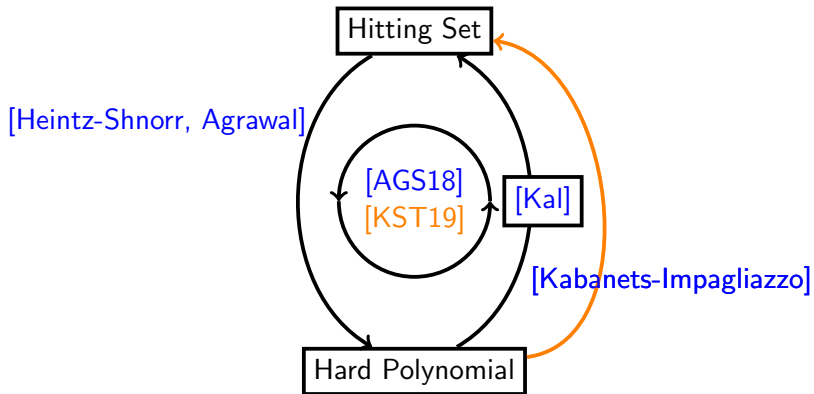 Hitting Set
[Heintz-Shnorr, Agrawal]
[AGS18]
[KST19]
[Kal]
[Kabanets-Impagliazzo]
Hard Polynomial